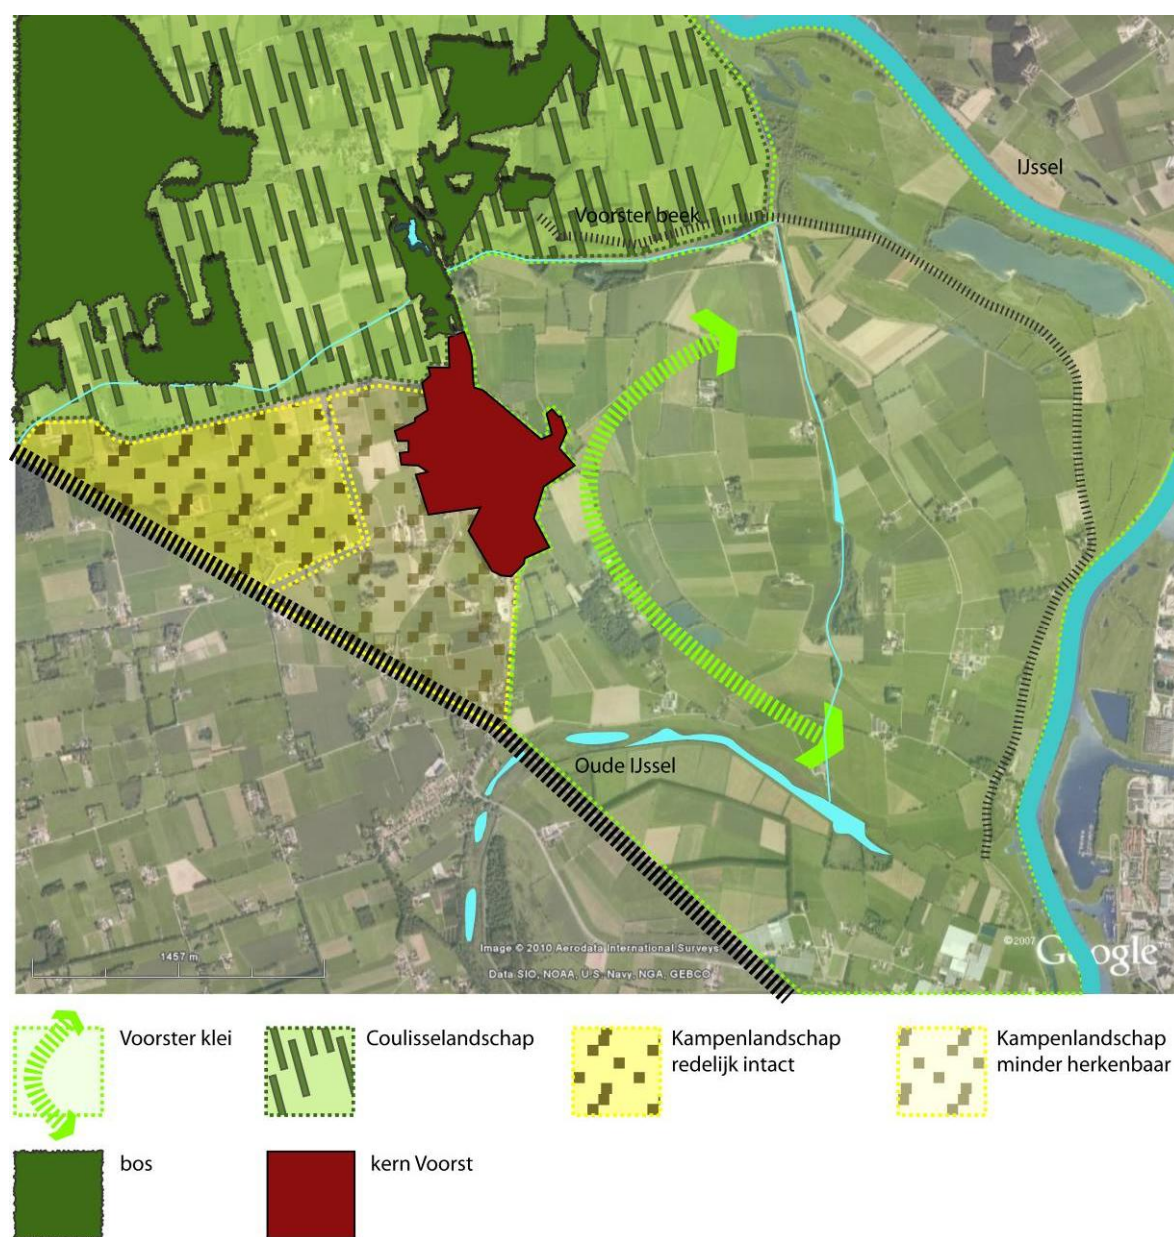 IJssel
Voorster beek
Oude IJssel
1457 m
Image © 2010 Aerodata International Surveys
Data SIO, NOAA, U.S. Navy, NGA, GEBCO
©2007 Google
Voorster klei
Coulisselandschap
Kampenlandschap
redelijk intact
Kampenlandschap
minder herkenbaar
bos
kern Voorst